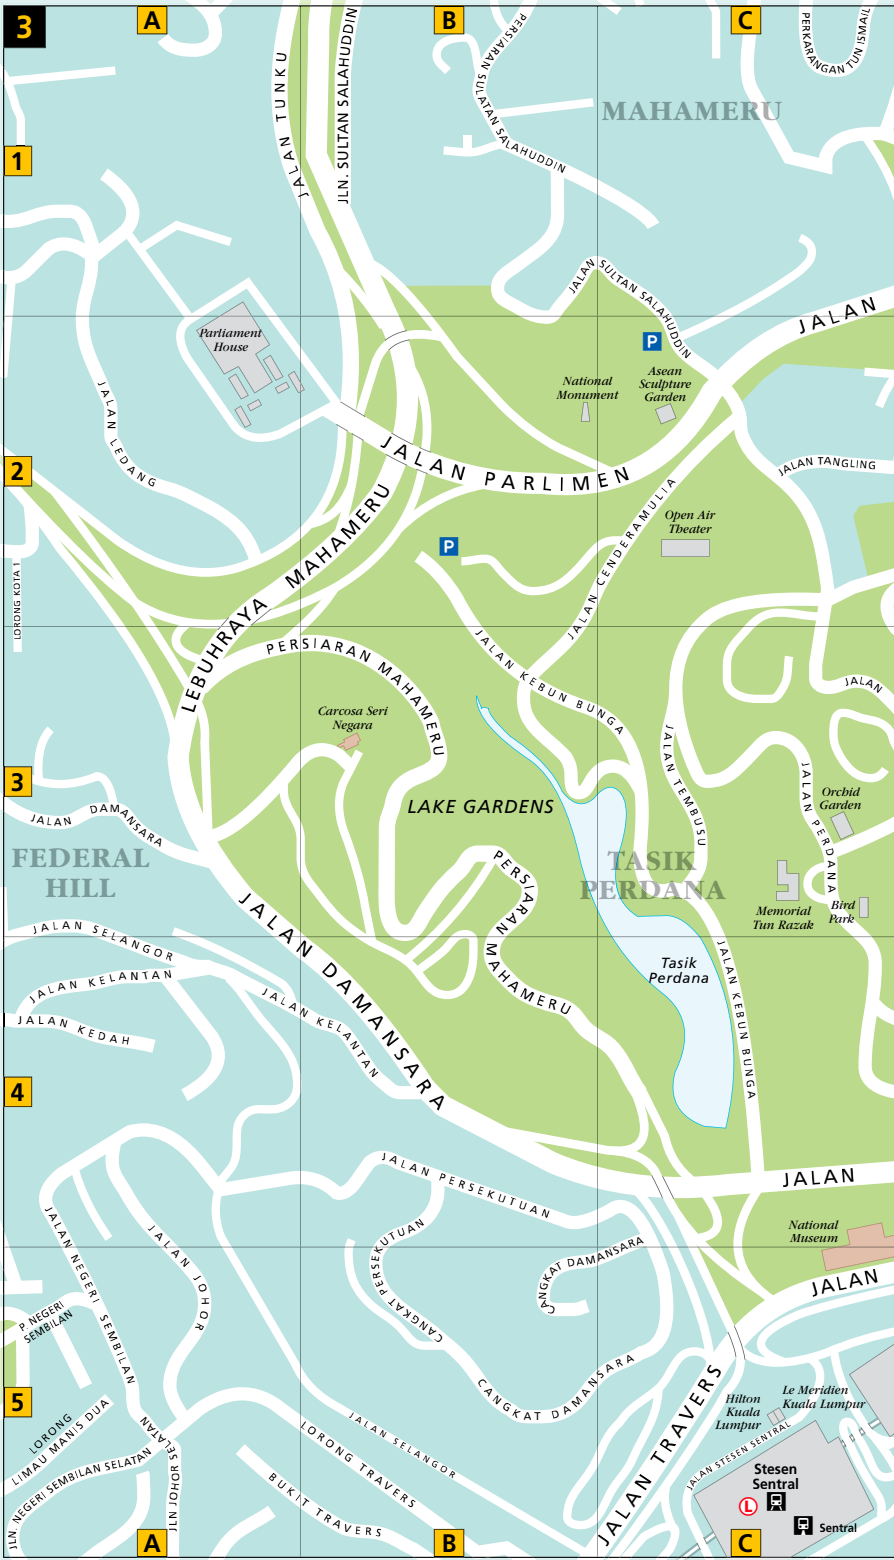 3
A
B
C
PERSIARAN SULATAN SALAHUDDIN
PERKARANGAN TUN ISMAIL
JALAN TUNKU
JLN. SULTAN SALAHUDDIN
MAHAMERU
1
JALAN SULTAN SALAHUDDIN
JALAN
Parliament
House
P
National
Monument
Asean
Sculpture
Garden
JALAN LEDANG
2
JALAN PARLIMEN
JALAN TANGLING
LEBUHRAYA MAHAMERU
JALAN CENDERAMULIA
Open Air
Theater
P
LORONG KOTA 1
PERSIARAN MAHAMERU
JALAN KEBUN BUNGA
JALAN
Carcosa Seri
Negara
JALAN TEMBUSU
JALAN PERDANA
3
JALAN DAMANSARA
LAKE GARDENS
Orchid
Garden
FEDERAL
HILL
TASIK
PERDANA
PERSIARAN MAHAMERU
Memorial
Tun Razak
Bird
Park
JALAN SELANGOR
JALAN DAMANSARA
JALAN KELANTAN
JALAN KELANTAN
JALAN KEDAH
Tasik
Perdana
JALAN KEBUN BUNGA
4
JALAN PERSEKUTUAN
JALAN
JALAN NEGERI SEMBILAN
JALAN JOHOR
CANGKAT PERSEKUTUAN
CANGKAT DAMANSARA
National
Museum
JALAN
P. NEGERI
SEMBILAN
CANGKAT DAMANSARA
5
JALAN TRAVERS
Hilton
Kuala
Lumpur
Le Meridien
Kuala Lumpur
LORONG
LIMAU MANIS DUA
JLN. NEGERI SEMBILAN SELATAN
JLN JOHOR SELATAN
LORONG TRAVERS
JALAN SELANGOR
BUKIT TRAVERS
JALAN STESEN SENTRAL
Stesen
Sentral
L
Sentral
A
B
C